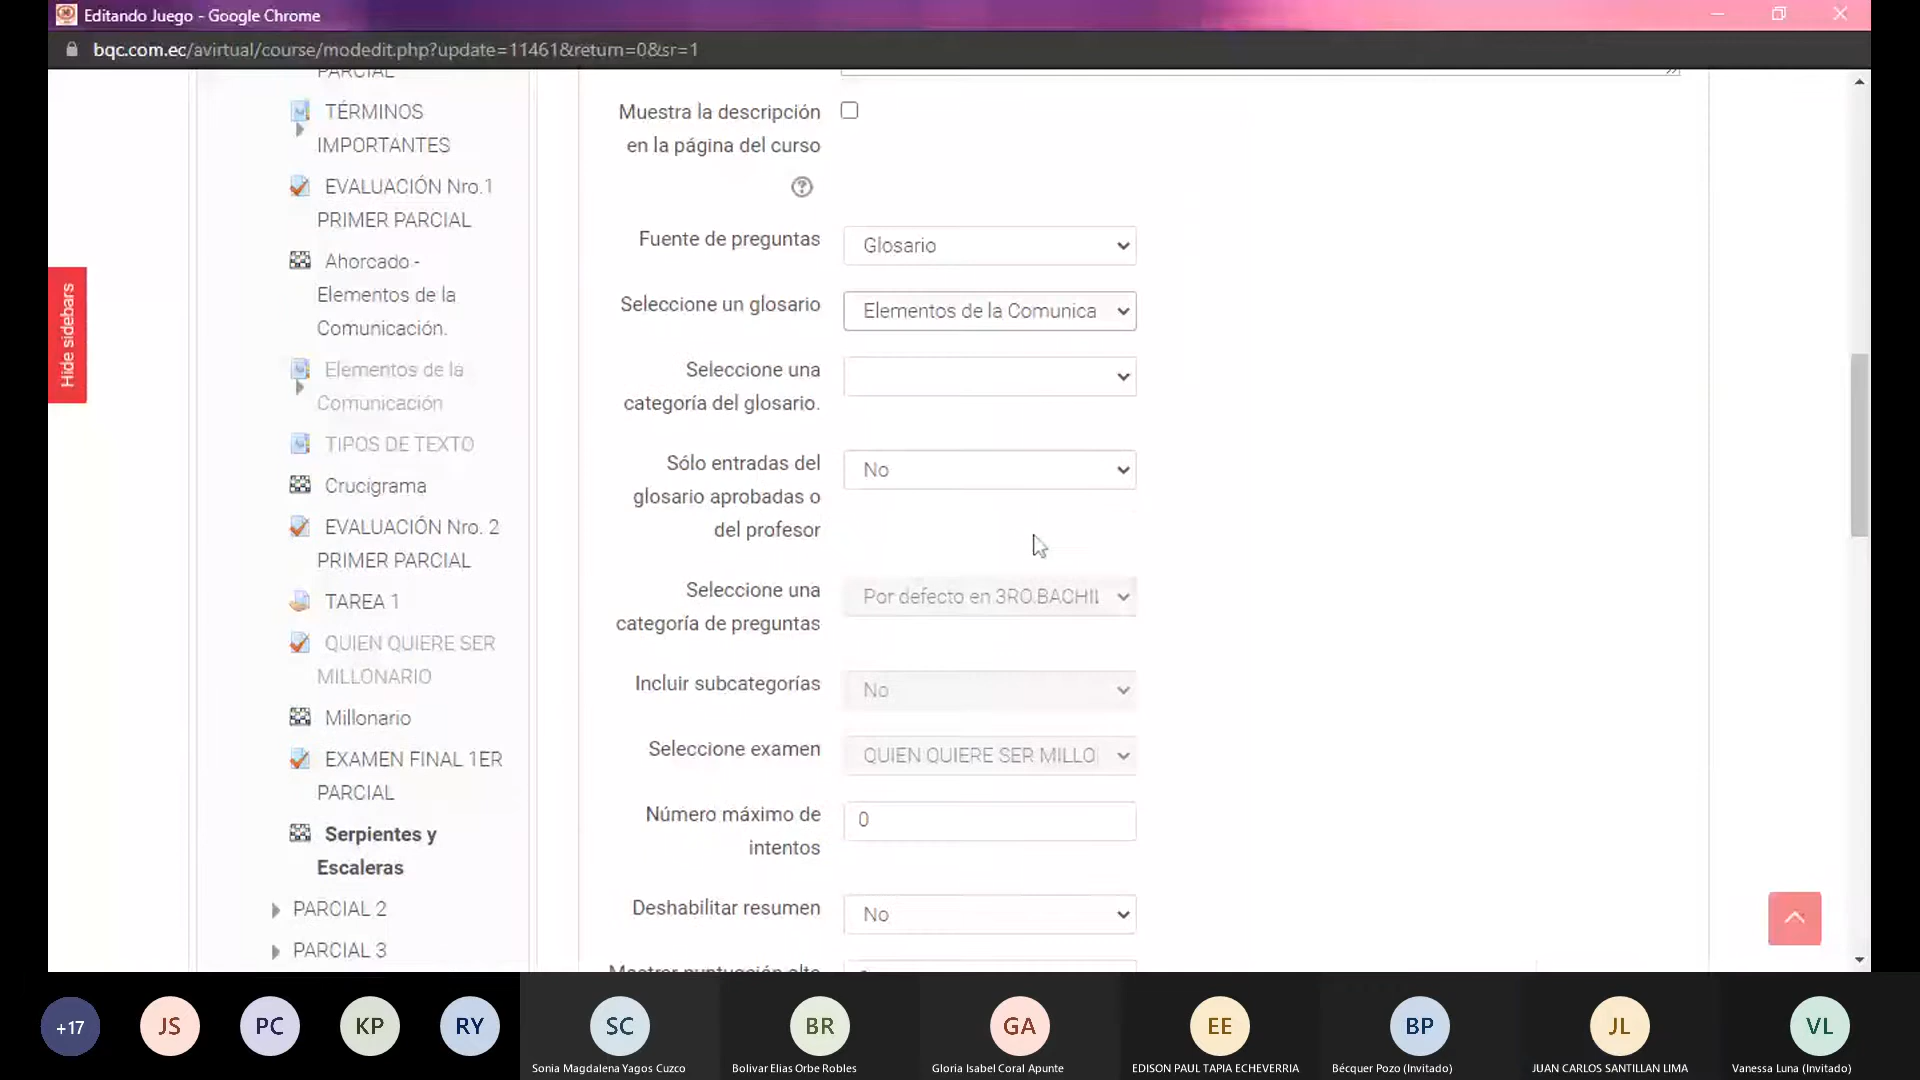 Editando Juego - Google Chrome
bqc.com.ec/avirtual/course/modedit.php?update=11461&return=0&sr=1
Hide sidebars
PARCIAL
TÉRMINOS
IMPORTANTES
EVALUACIÓN Nro.1
PRIMER PARCIAL
Ahorcado -
Elementos de la
Comunicación.
Elementos de la
Comunicación
TIPOS DE TEXTO
Crucigrama
EVALUACIÓN Nro. 2
PRIMER PARCIAL
TAREA 1
QUIEN QUIERE SER
MILLONARIO
Millonario
EXAMEN FINAL 1ER
PARCIAL
Serpientes y
Escaleras
PARCIAL 2
PARCIAL 3
Muestra la descripción
en la página del curso
Fuente de preguntas Glosario
Seleccione un glosario Elementos de la Comunica
Seleccione una
categoría del glosario.
Sólo entradas del No
glosario aprobadas o
del profesor
Seleccione una Por defecto en 3RO.BACHIL
categoría de preguntas
Incluir subcategorías No
Seleccione examen QUIEN QUIERE SER MILLO
Número máximo de 0
intentos
Deshabilitar resumen No
Mostrar puntuación alta
+17 JS PC KP RY SC BR GA EE BP JL VL
Sonia Magdalena Yagos Cuzco
Bolivar Elias Orbe Robles
Gloria Isabel Coral Apunte
EDISON PAUL TAPIA ECHEVERRIA
Bécquer Pozo (Invitado)
JUAN CARLOS SANTILLAN LIMA
Vanessa Luna (Invitado)